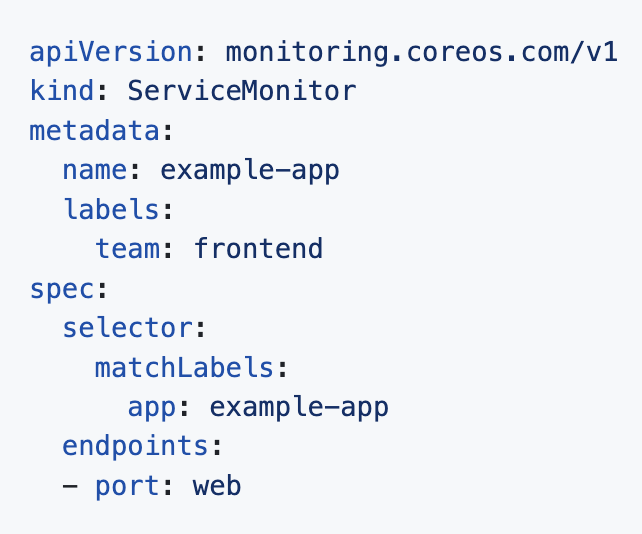 apiVersion: monitoring.coreos.com/v1
kind: ServiceMonitor
metadata:
  name: example-app
  labels:
    team: frontend
spec:
  selector:
    matchLabels:
      app: example-app
  endpoints:
  - port: web